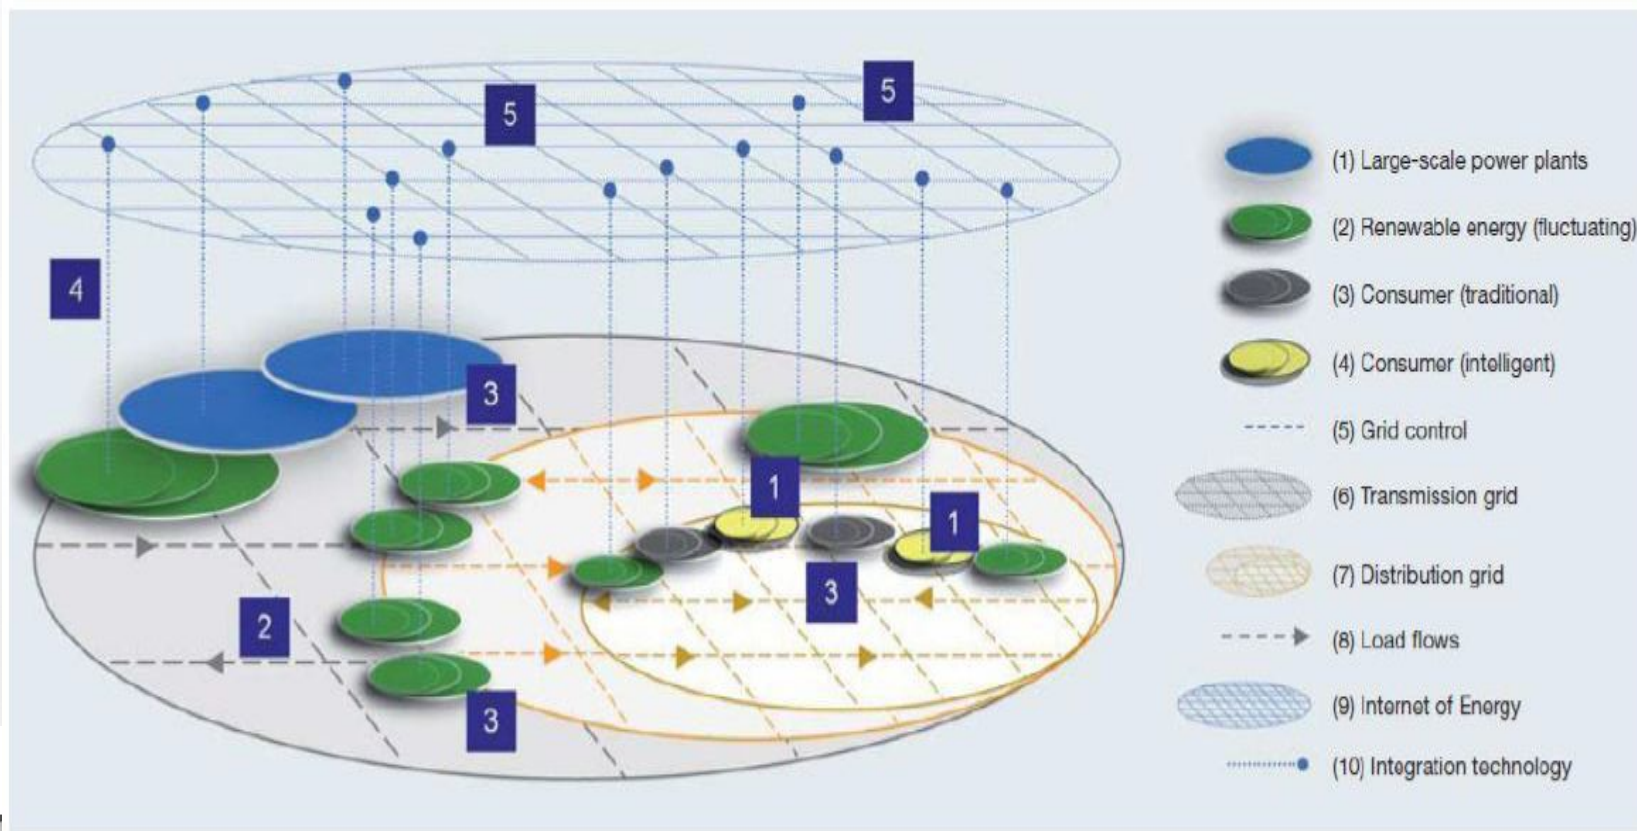 5
5
4
3
1
1
3
2
3
(1) Large-scale power plants
(2) Renewable energy (fluctuating)
(3) Consumer (traditional)
(4) Consumer (intelligent)
(5) Grid control
(6) Transmission grid
(7) Distribution grid
(8) Load flows
(9) Internet of Energy
(10) Integration technology